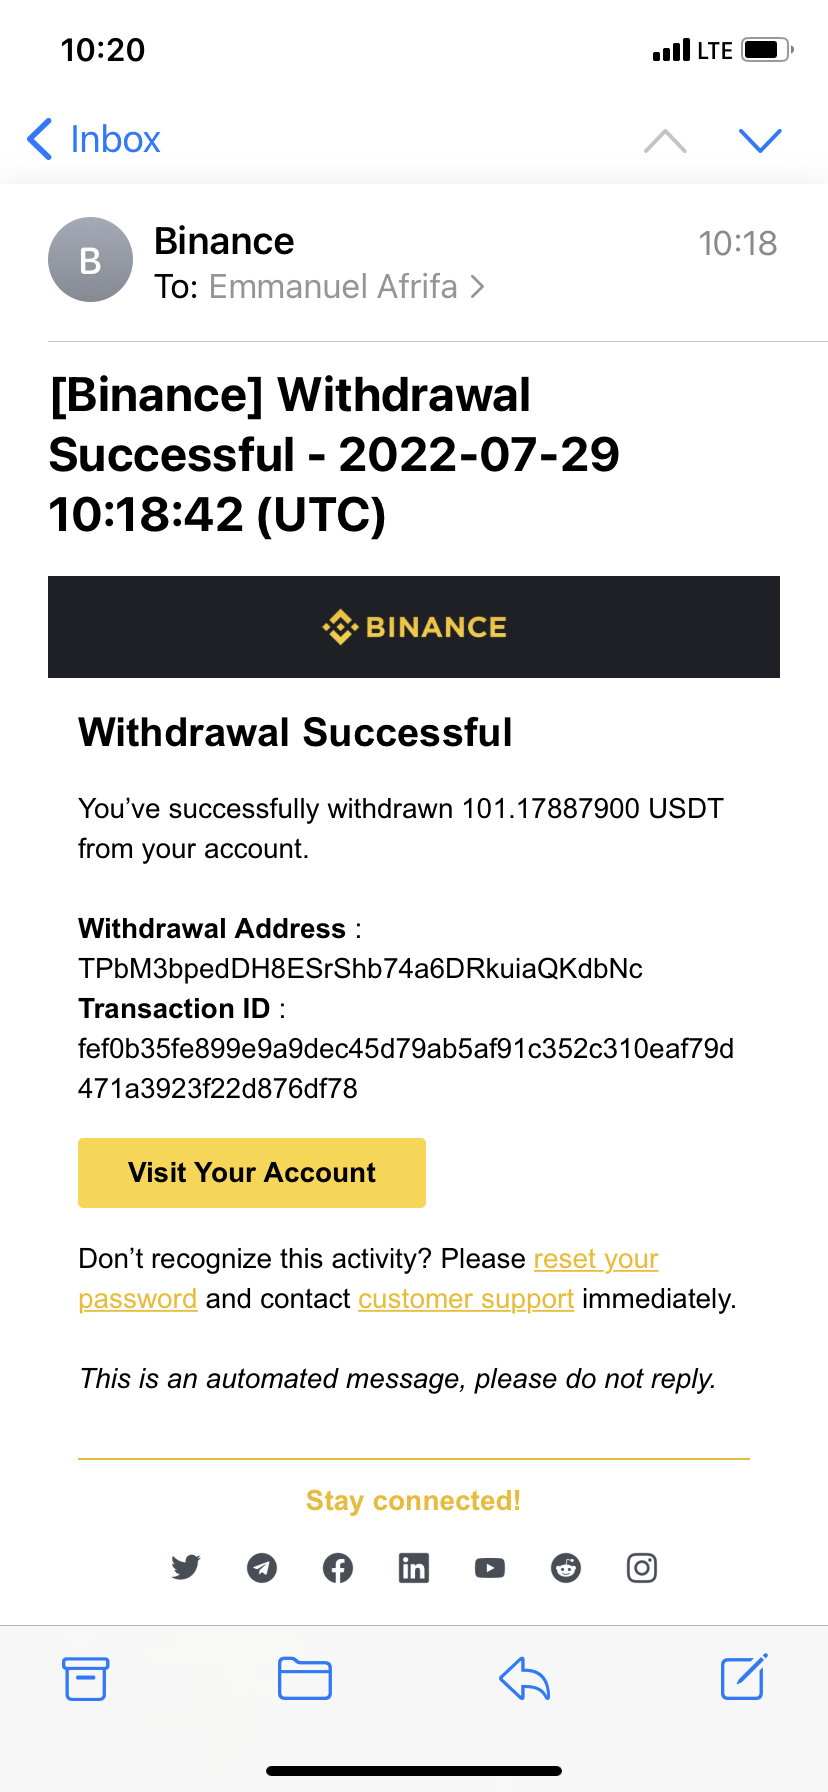 10:20
LTE
Inbox
B
Binance
10:18
To: Emmanuel Afrifa
[Binance] Withdrawal
Successful - 2022-07-29
10:18:42 (UTC)
BINANCE
Withdrawal Successful
You’ve successfully withdrawn 101.17887900 USDT
from your account.
Withdrawal Address :
TPbM3bpedDH8ESrShb74a6DRkuiaQKdbNc
Transaction ID :
fef0b35fe899e9a9dec45d79ab5af91c352c310eaf79d
471a3923f22d876df78
Visit Your Account
Don’t recognize this activity? Please reset your
password and contact customer support immediately.
This is an automated message, please do not reply.
Stay connected!
in